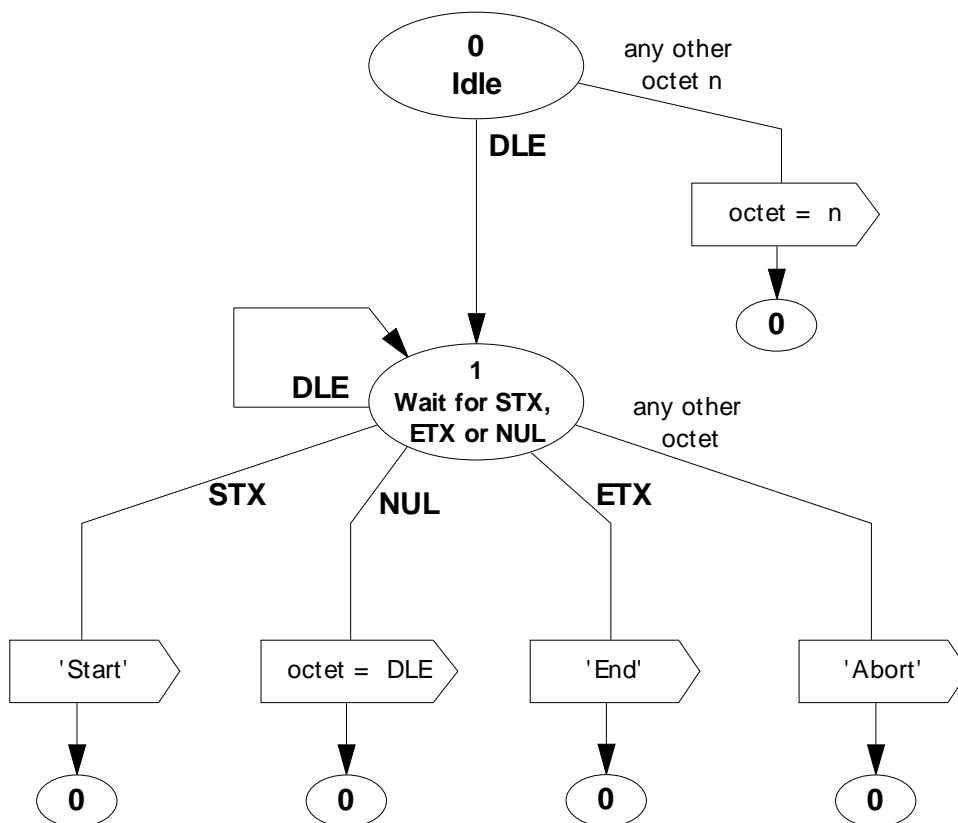 0
Idle
any other
octet n
DLE
octet = n
0
DLE
1
Wait for STX,
ETX or NUL
any other
octet
STX
NUL
ETX
'Start'
octet = DLE
'End'
'Abort'
0
0
0
0